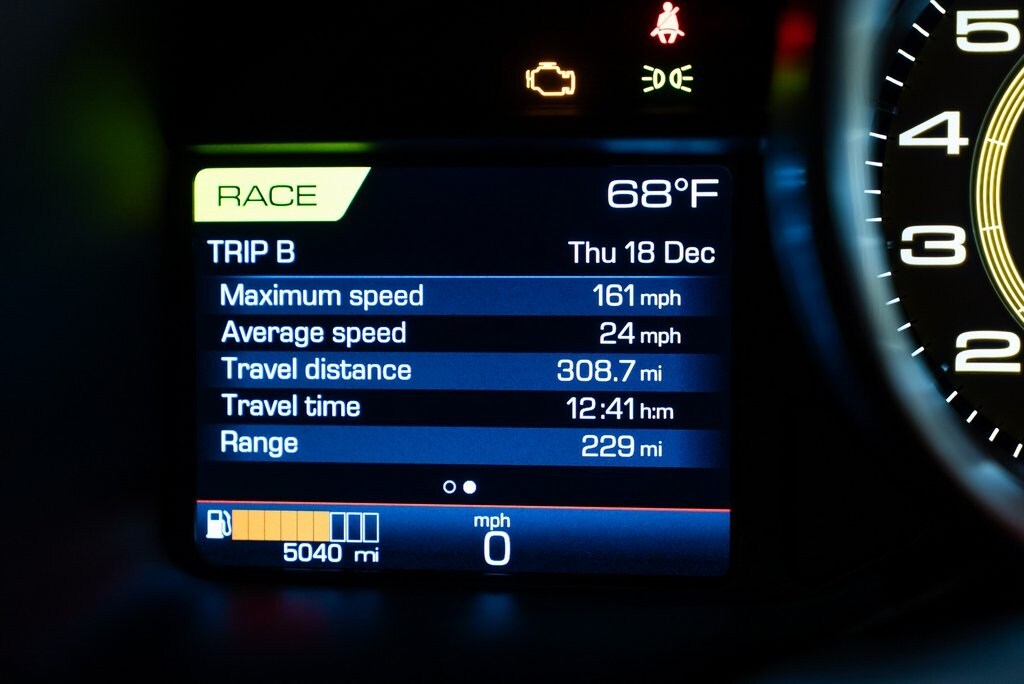 RACE 68°F
TRIP B Thu 18 Dec
Maximum speed 161 mph
Average speed 24 mph
Travel distance 308.7 mi
Travel time 12:41 h:m
Range 229 mi
5040 mi
mph
0
5
4
3
2